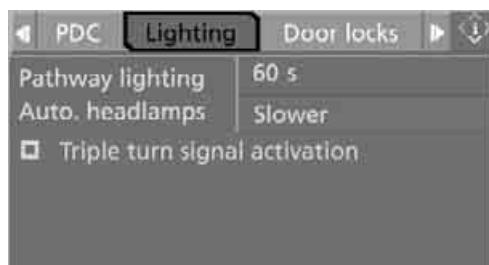 PDC Lighting Door locks
Pathway lighting 60 s
Auto. headlamps Slower
Triple turn signal activation